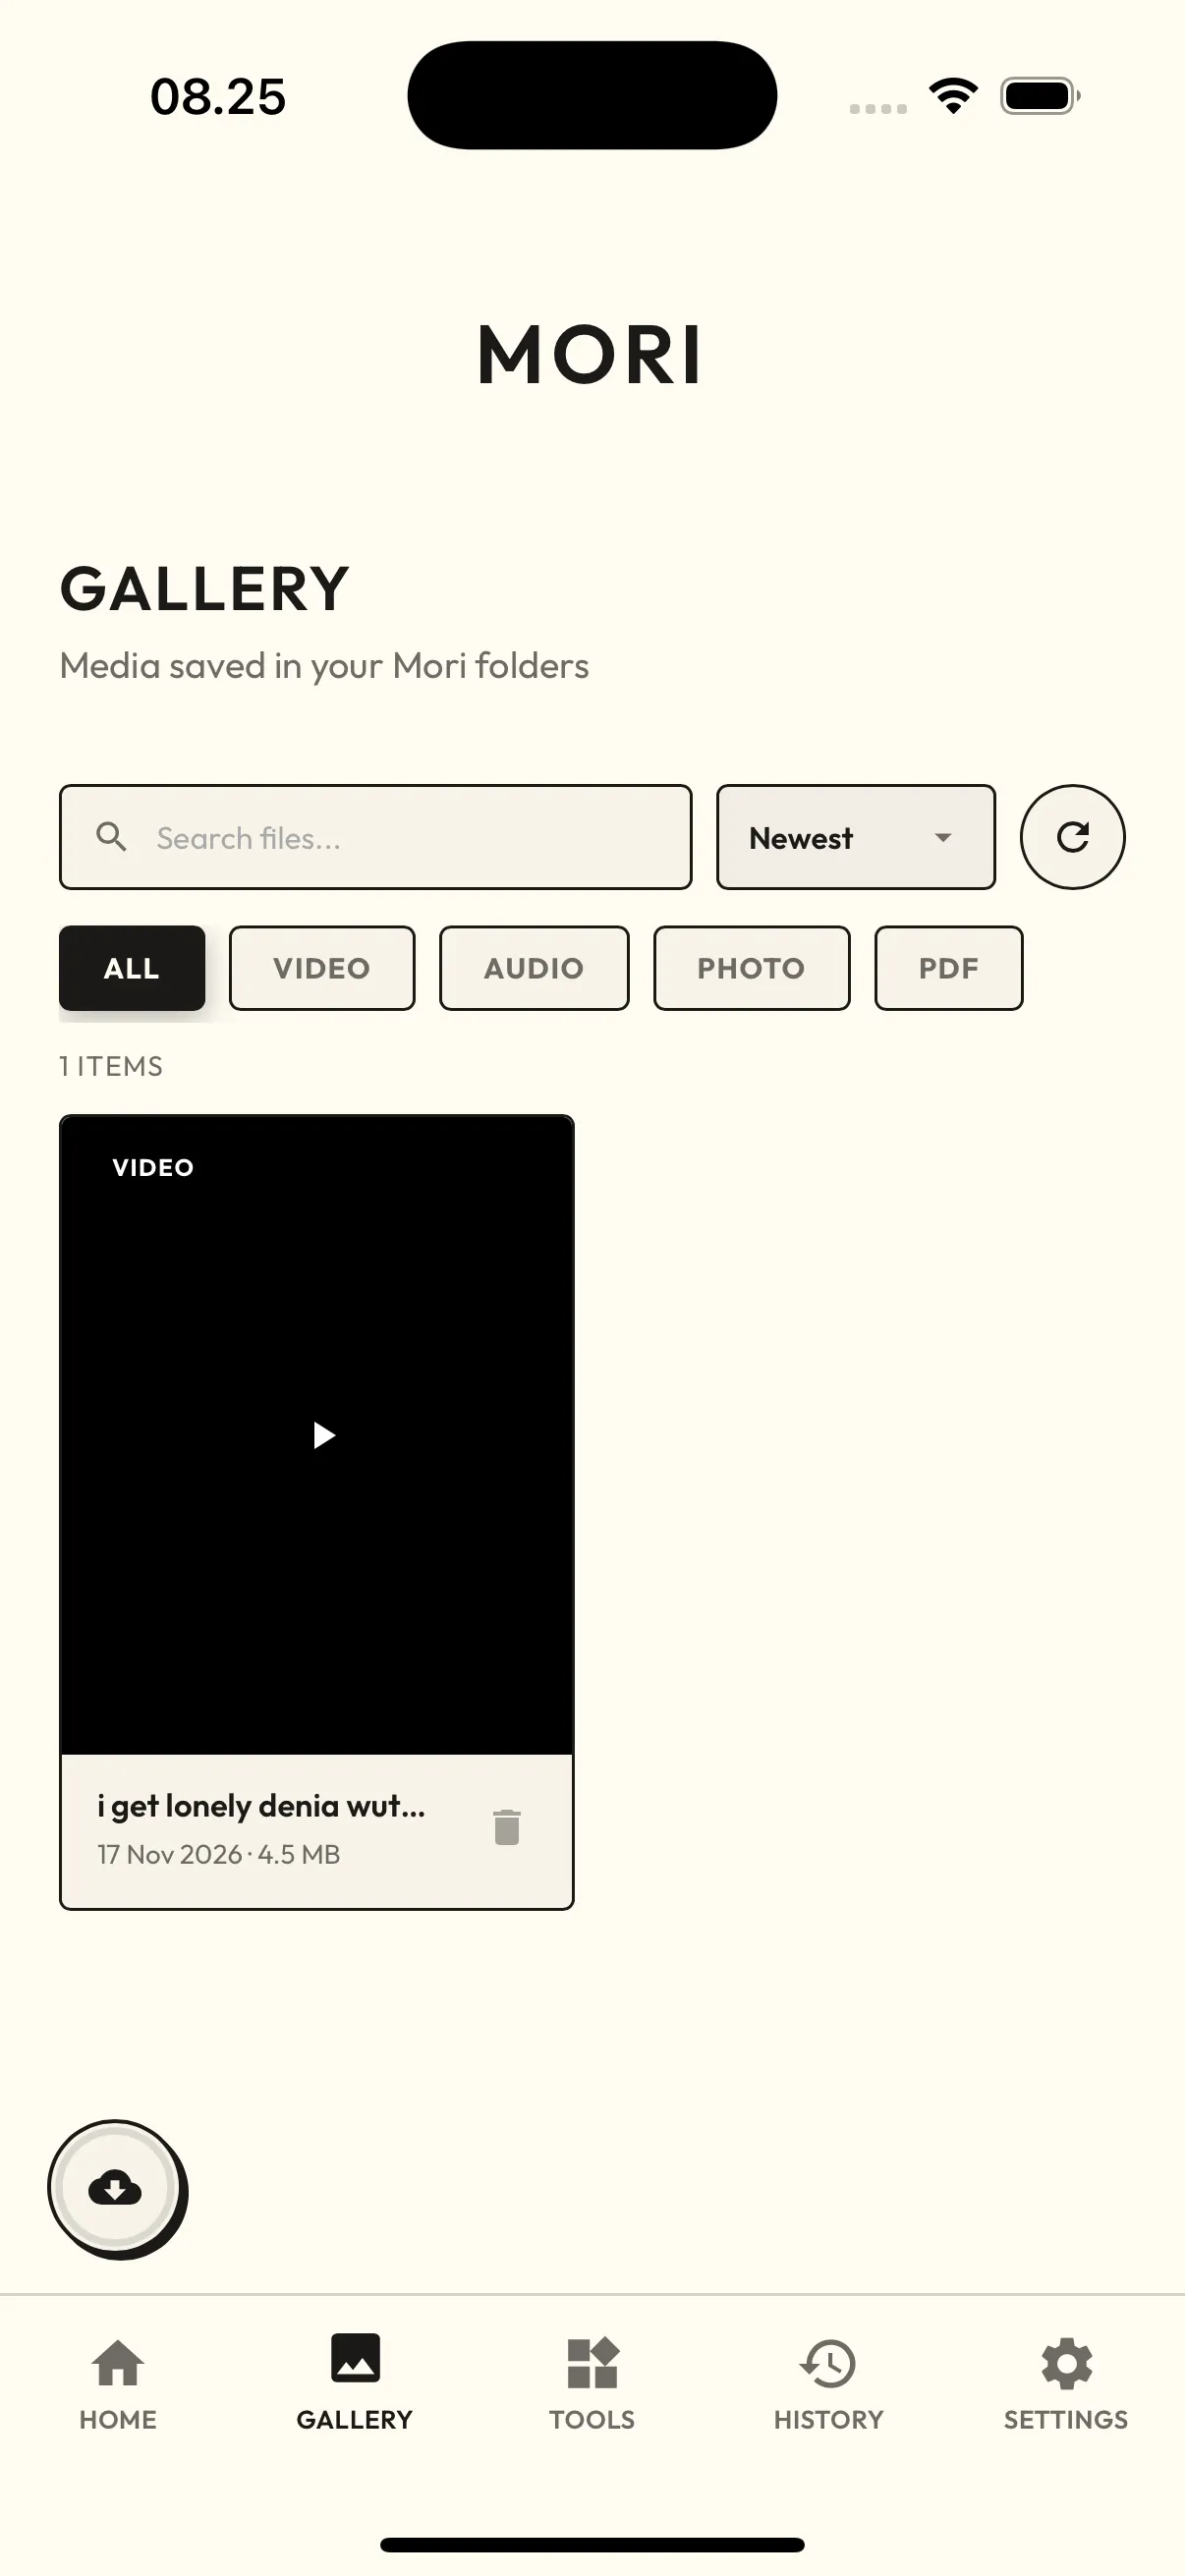 08.25
MORI
GALLERY
Media saved in your Mori folders
Search files...
Newest
ALL
VIDEO
AUDIO
PHOTO
PDF
1 ITEMS
VIDEO
i get lonely denia wut...
17 Nov 2026 · 4.5 MB
HOME
GALLERY
TOOLS
HISTORY
SETTINGS